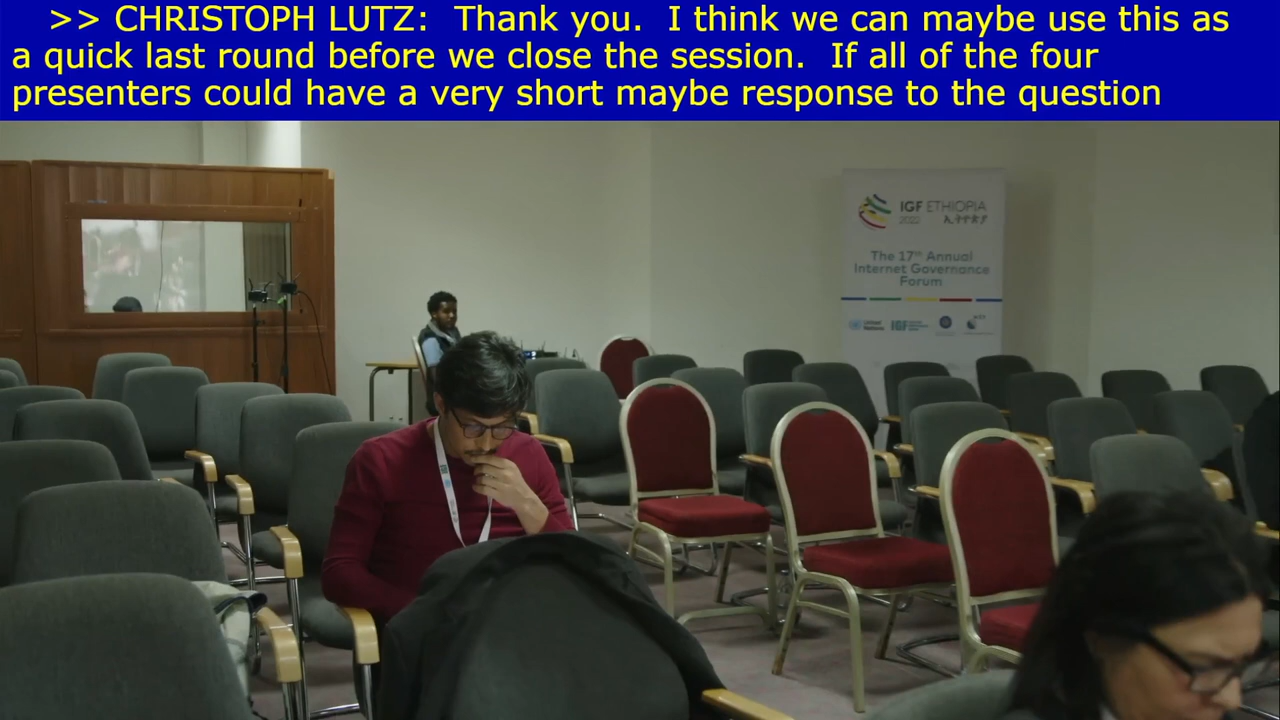 >> CHRISTOPH LUTZ:  Thank you.  I think we can maybe use this as
a quick last round before we close the session.  If all of the four
presenters could have a very short maybe response to the question
IGF ETHIOPIA
2022 ኢትዮጵያ
The 17th Annual
Internet Governance
Forum
IGF